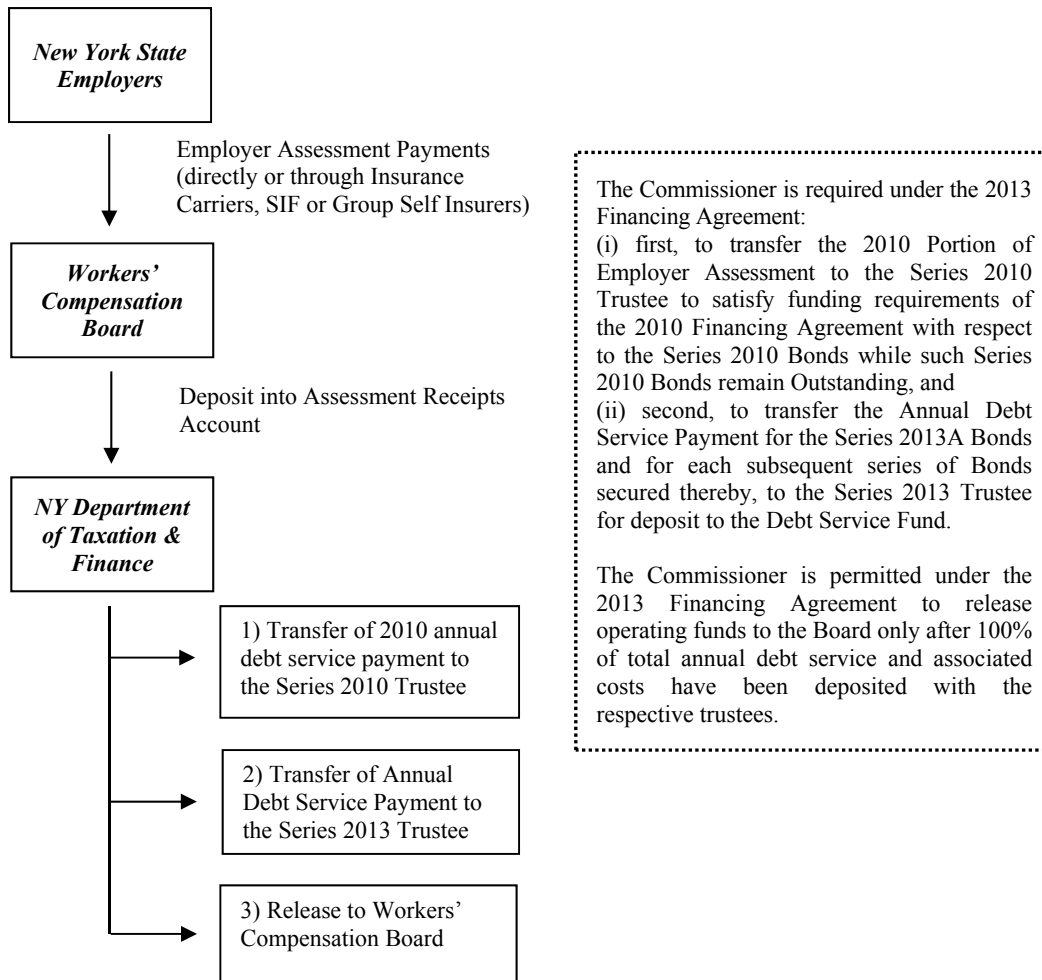 New York State
Employers
Employer Assessment Payments
(directly or through Insurance
Carriers, SIF or Group Self Insurers)
Workers’
Compensation
Board
Deposit into Assessment Receipts
Account
NY Department
of Taxation &
Finance
1) Transfer of 2010 annual
debt service payment to
the Series 2010 Trustee
2) Transfer of Annual
Debt Service Payment to
the Series 2013 Trustee
3) Release to Workers’
Compensation Board
The Commissioner is required under the 2013
Financing Agreement:
(i) first, to transfer the 2010 Portion of
Employer Assessment to the Series 2010
Trustee to satisfy funding requirements of
the 2010 Financing Agreement with respect
to the Series 2010 Bonds while such Series
2010 Bonds remain Outstanding, and
(ii) second, to transfer the Annual Debt
Service Payment for the Series 2013A Bonds
and for each subsequent series of Bonds
secured thereby, to the Series 2013 Trustee
for deposit to the Debt Service Fund.
The Commissioner is permitted under the
2013 Financing Agreement to release
operating funds to the Board only after 100%
of total annual debt service and associated
costs have been deposited with the
respective trustees.